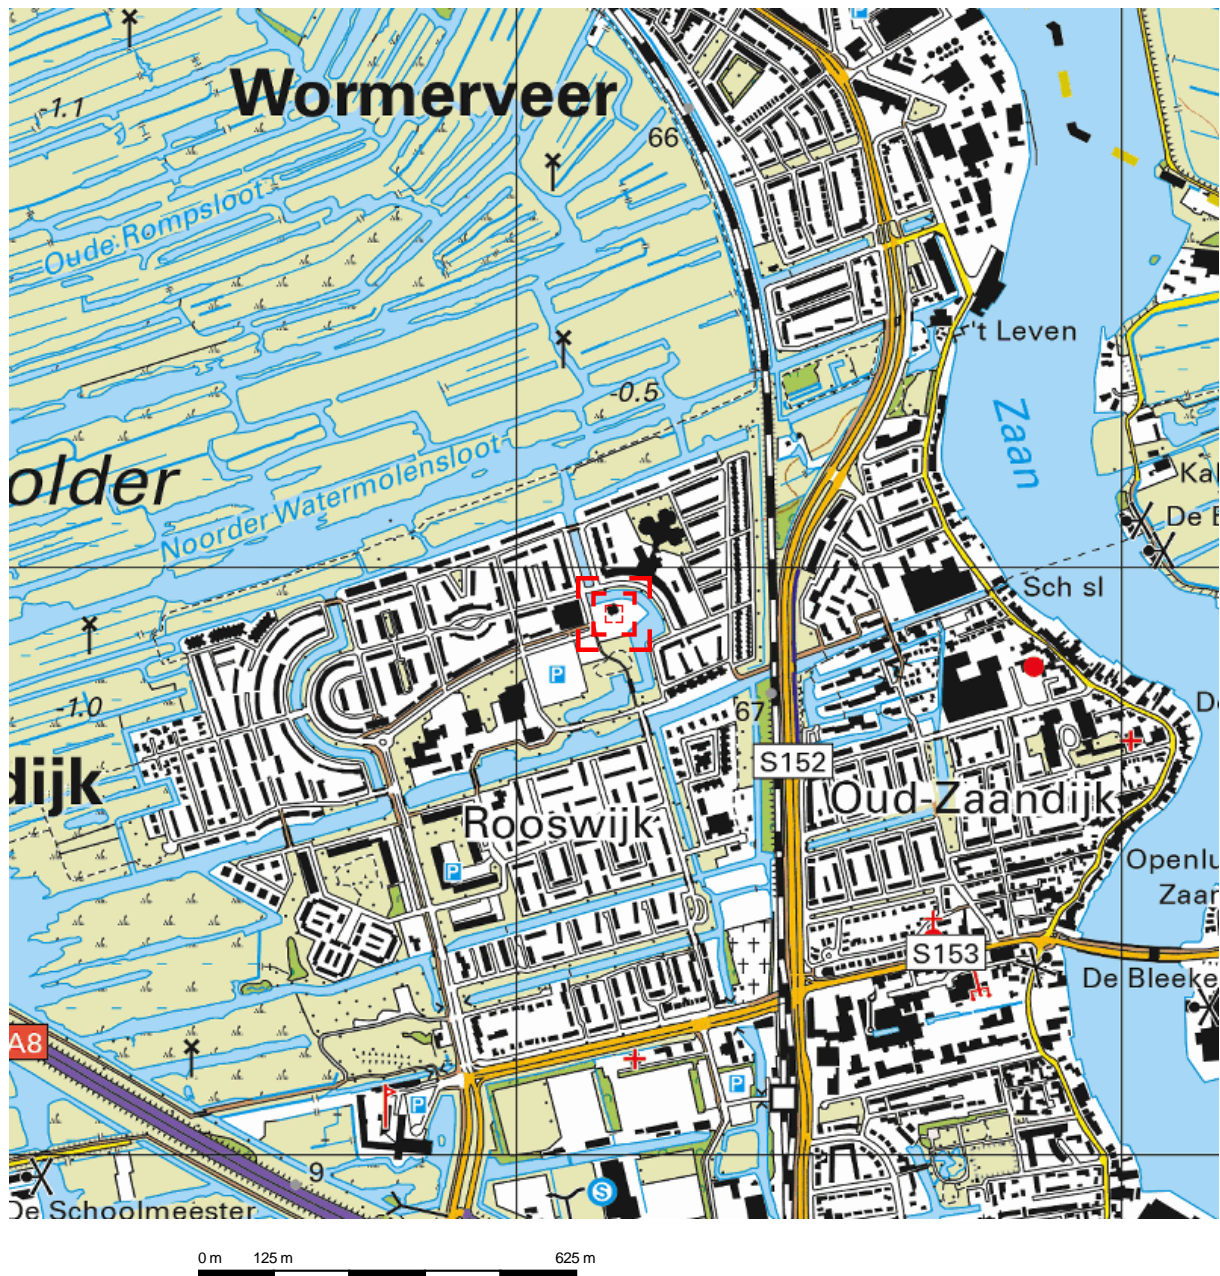 P
Wormerveer
-1.1
66
Oude Rompsloot
't Leven
-0.5
Zaan
Noorder Watermolensloot
older
Ka
De B
Sch sl
P
-1.0
67
D
S152
dijk
Oud-Zaandijk
Rooswijk
P
Openlu
Zaan
S153
De Bleeke
A8
P
P
9
S
De Schoolmeester
0 m 125 m 625 m